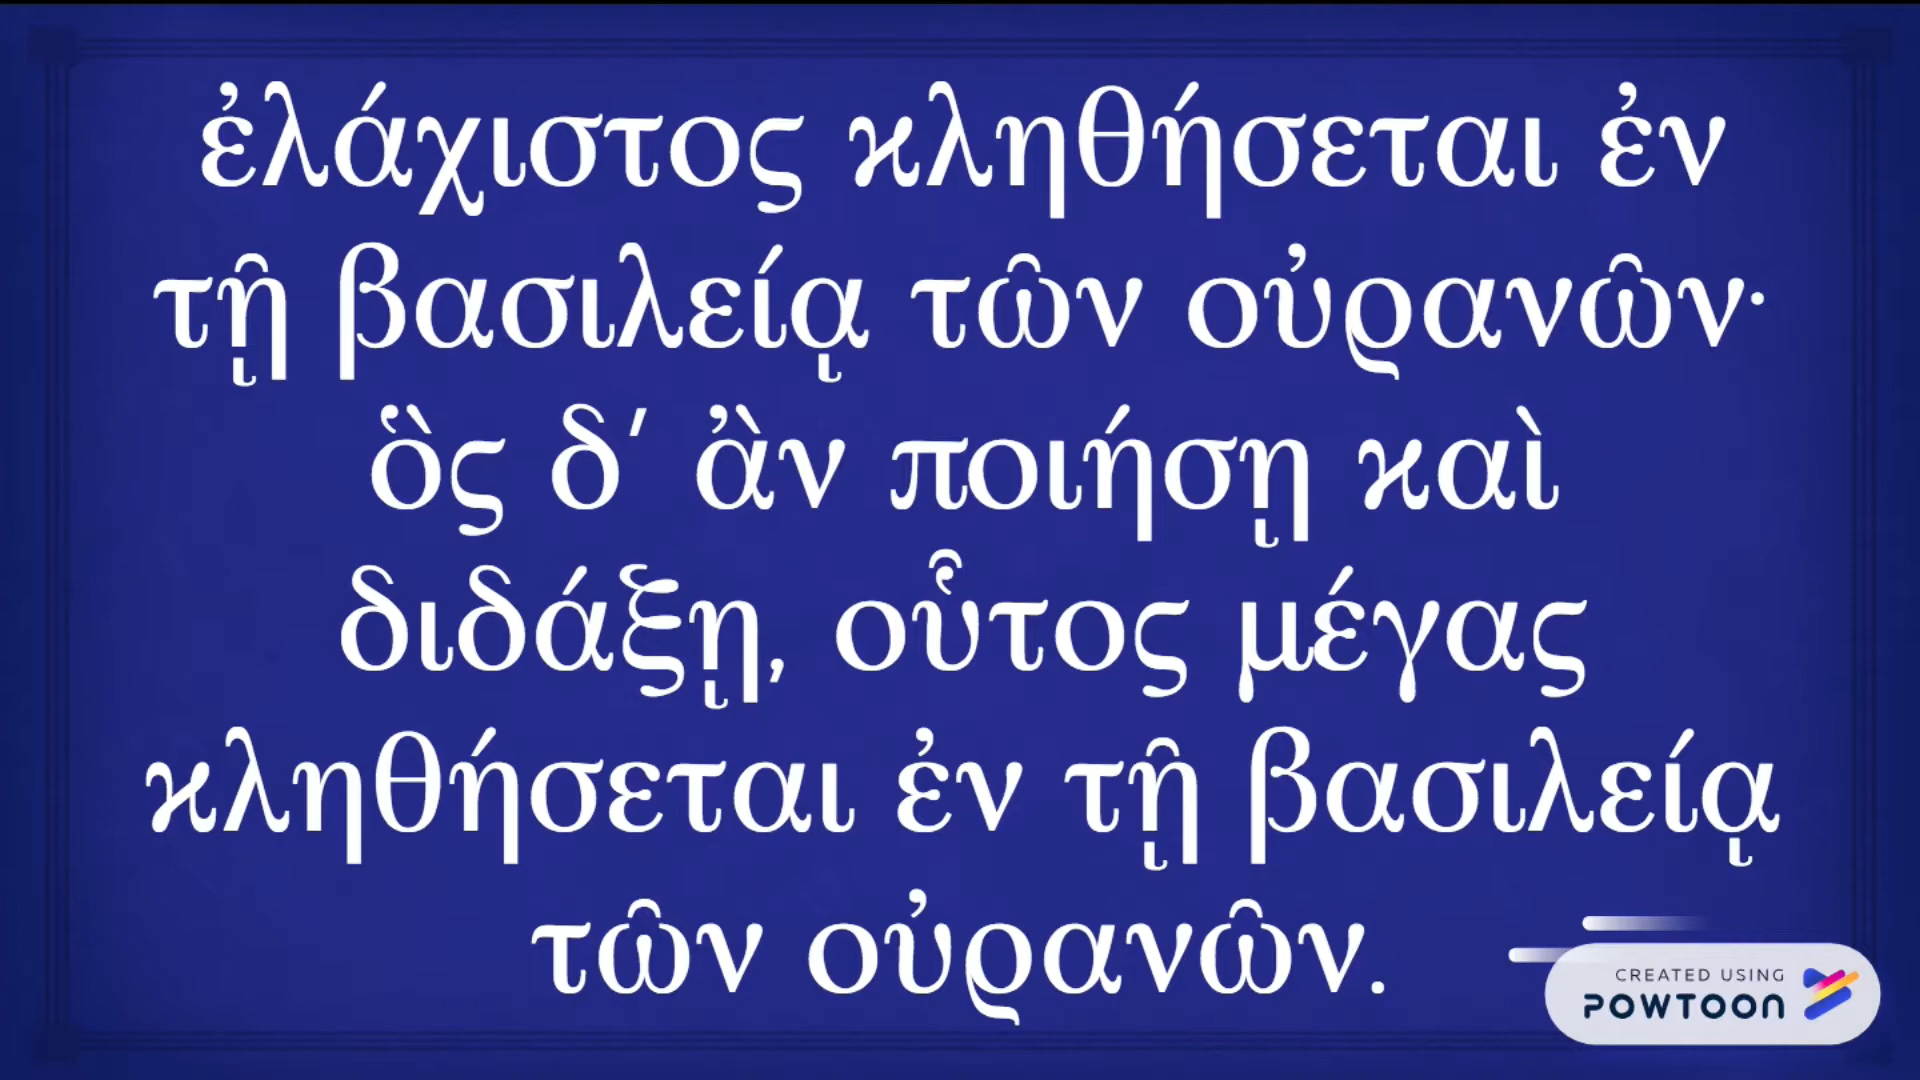 ἐλάχιστος κληθήσεται ἐν
τῇ βασιλείᾳ τῶν οὐρανῶν·
ὃς δ’ ἂν ποιήσῃ καὶ
διδάξῃ, οὗτος μέγας
κληθήσεται ἐν τῇ βασιλείᾳ
τῶν οὐρανῶν.
CREATED USING
POWTOON